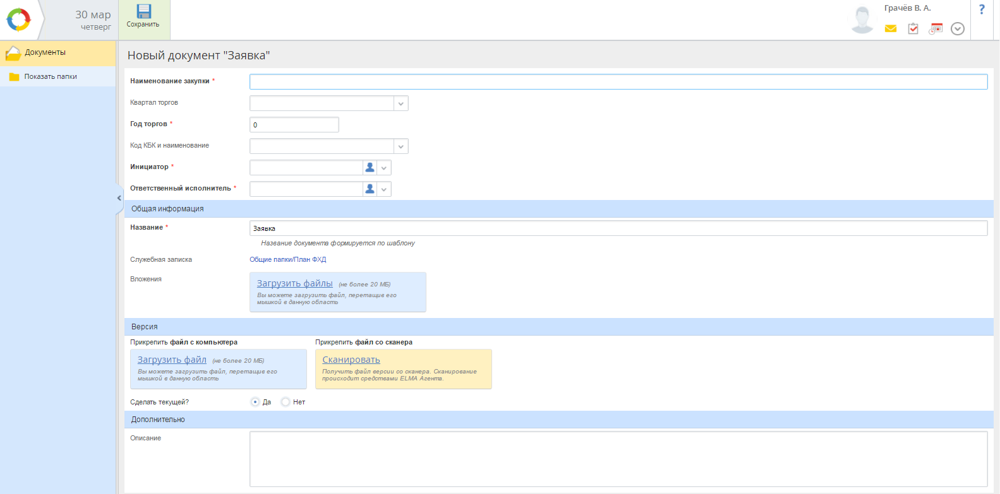 30 мар
четверг
Сохранить
Грачёв В. А.
?
Документы
Показать папки
Новый документ "Заявка"
Наименование закупки *
Квартал торгов
Год торгов * 0
Код КБК и наименование
Инициатор *
Ответственный исполнитель *
Общая информация
Название * Заявка
Название документа формируется по шаблону
Служебная записка Общие папки/План ФХД
Вложения
Загрузить файлы (не более 20 МБ)
Вы можете загрузить файл, перетащив его
мышкой в данную область
Версия
Прикрепить файл с компьютера
Загрузить файл (не более 20 МБ)
Вы можете загрузить файл, перетащив его
мышкой в данную область
Прикрепить файл со сканера
Сканировать
Получить файл версии со сканера. Сканирование
происходит средствами ELMA Агента.
Сделать текущей? Да Нет
Дополнительно
Описание